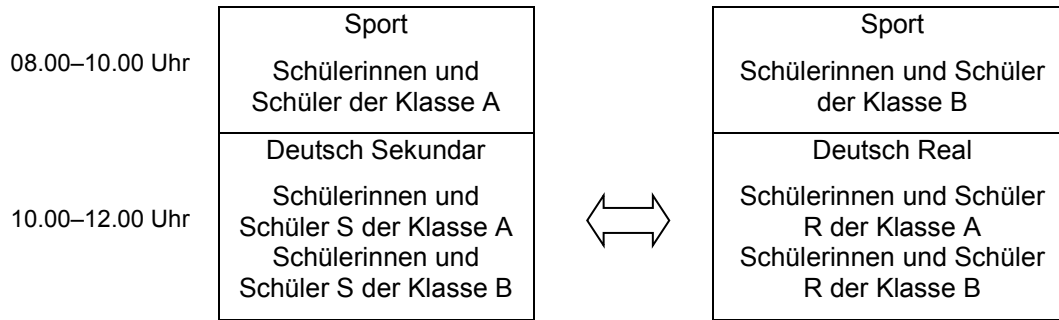 08.00–10.00 Uhr
Sport
Schülerinnen und
Schüler der Klasse A
Sport
Schülerinnen und Schüler
der Klasse B
10.00–12.00 Uhr
Deutsch Sekundar
Schülerinnen und
Schüler S der Klasse A
Schülerinnen und
Schüler S der Klasse B
Deutsch Real
Schülerinnen und Schüler
R der Klasse A
Schülerinnen und Schüler
R der Klasse B